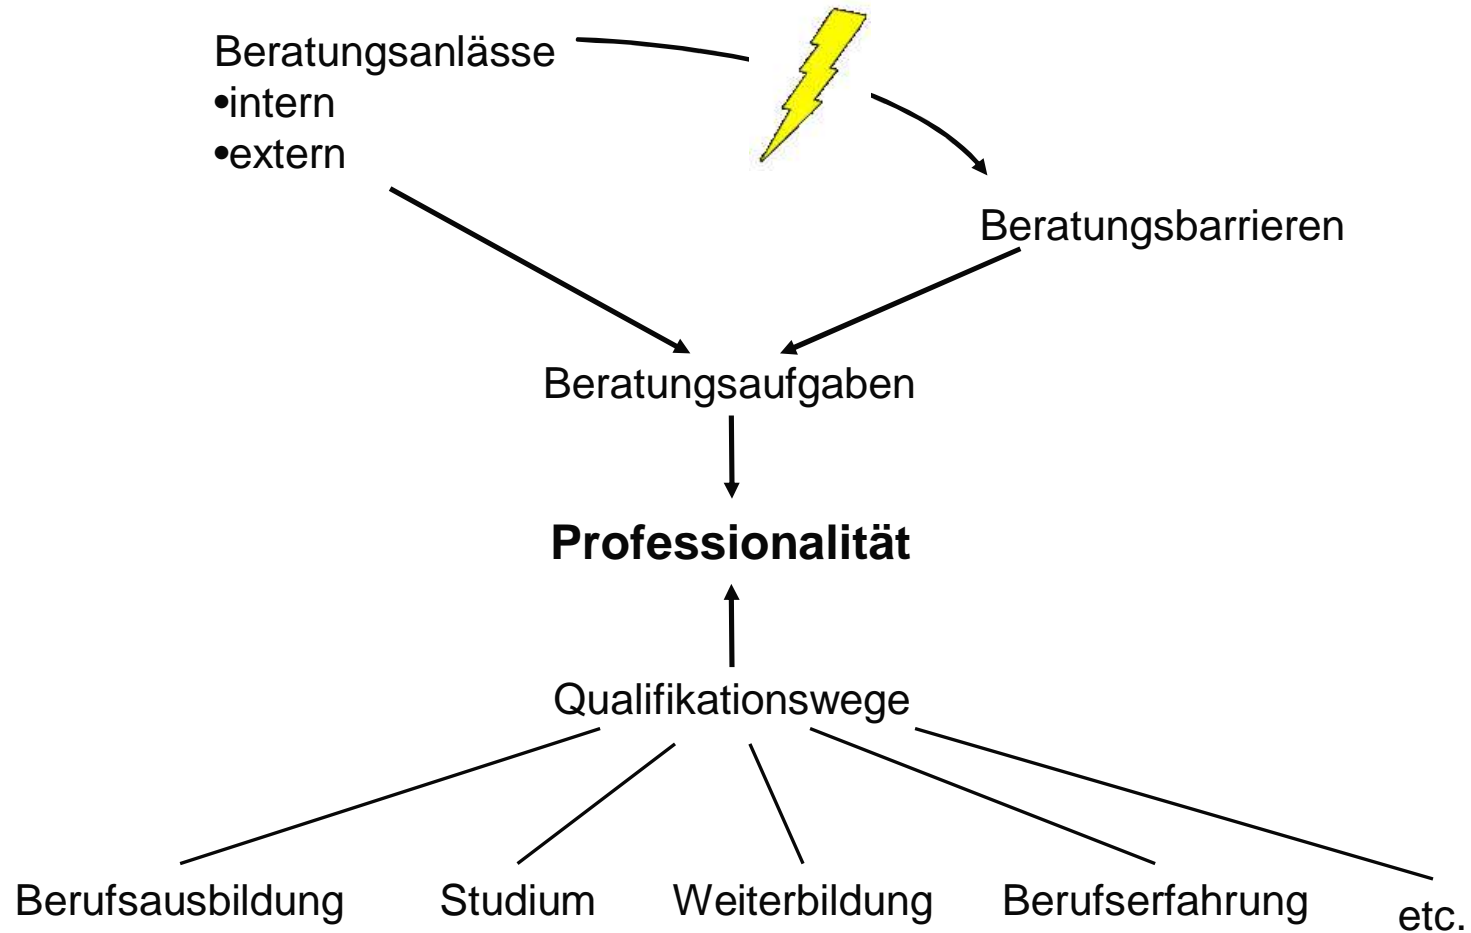 Beratungsanlässe
•intern
•extern
Beratungsbarrieren
Beratungsaufgaben
Professionalität
Qualifikationswege
Berufsausbildung
Studium
Weiterbildung
Berufserfahrung
etc.